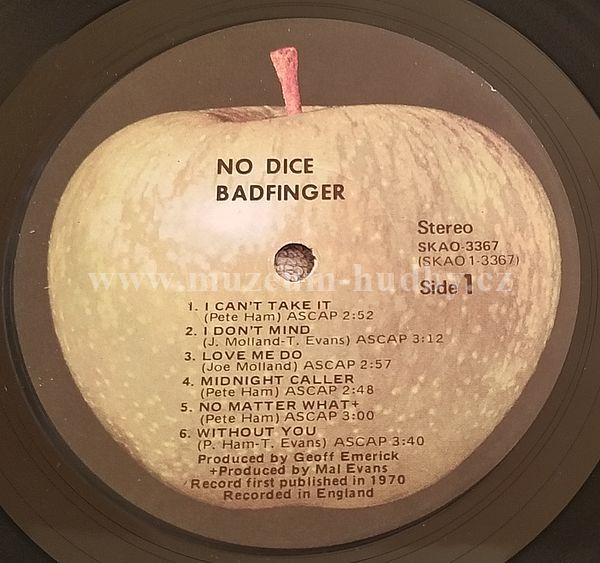 NO DICE
BADFINGER
Stereo
SKAO-3367
(SKAO 1-3367)
Side 1
www.muzeum-hudby.cz
1. I CAN'T TAKE IT
(Pete Ham) ASCAP 2:52
2. I DON'T MIND
(J. Molland-T. Evans) ASCAP 3:12
3. LOVE ME DO
(Joe Molland) ASCAP 2:57
4. MIDNIGHT CALLER
(Pete Ham) ASCAP 2:48
5. NO MATTER WHAT+
(Pete Ham) ASCAP 3:00
6. WITHOUT YOU
(P. Ham-T. Evans) ASCAP 3:40
Produced by Geoff Emerick
+Produced by Mal Evans
Record first published in 1970
Recorded in England